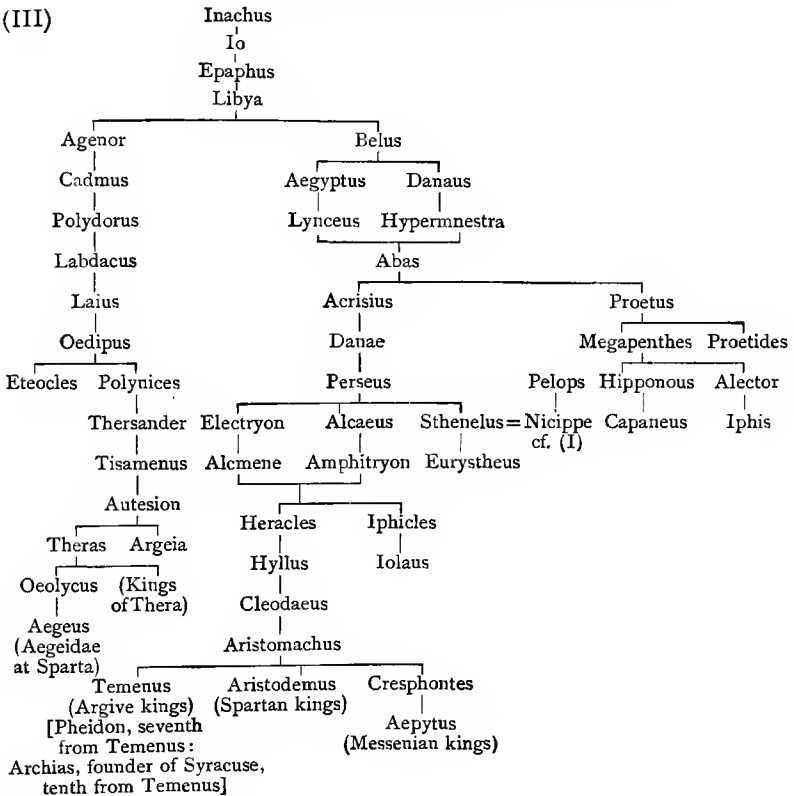 (III)
Inachus
Io
Epaphus
Libya
Agenor Belus
Cadmus Aegyptus Danaus
Polydorus Lynceus Hypermnestra
Labdacus Abas
Laius Acrisius Proetus
Oedipus Danae Megapenthes Proetides
Eteocles Polynices Perseus Pelops Hipponous Alector
Thersander Electryon Alcaeus Sthenelus = Nicippe Capaneus Iphis
cf. (I)
Tisamenus Alcmene Amphitryon Eurystheus
Autesion
Heracles Iphicles
Theras Argeia
Hyllus Iolaus
Oeolycus (Kings
of Thera)
Cleodaeus
Aegeus
(Aegeidae
at Sparta)
Aristomachus
Temenus Aristodemus Cresphontes
(Argive kings) (Spartan kings)
[Pheidon, seventh Aepytus
from Temenus: (Messenian kings)
Archias, founder of Syracuse,
tenth from Temenus]